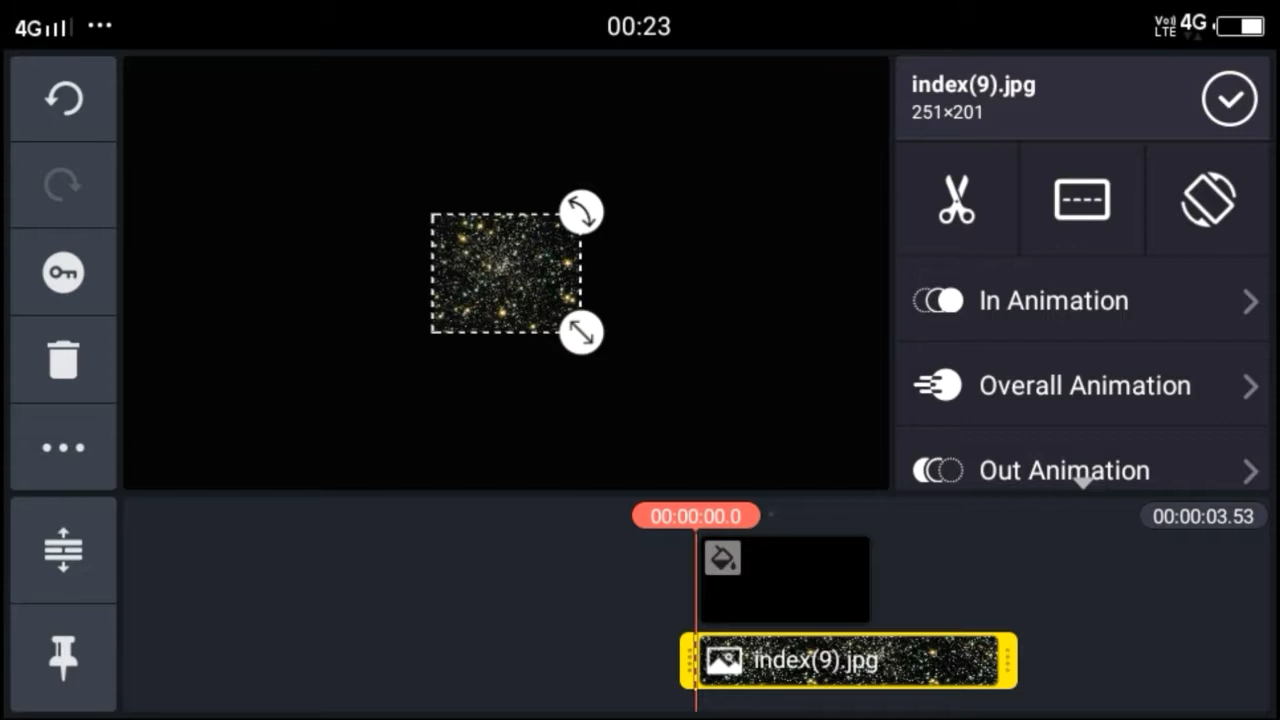 4G
00:23
Vo)) LTE 4G
index(9).jpg
251×201
In Animation
Overall Animation
Out Animation
00:00:00.0
00:00:03.53
index(9).jpg